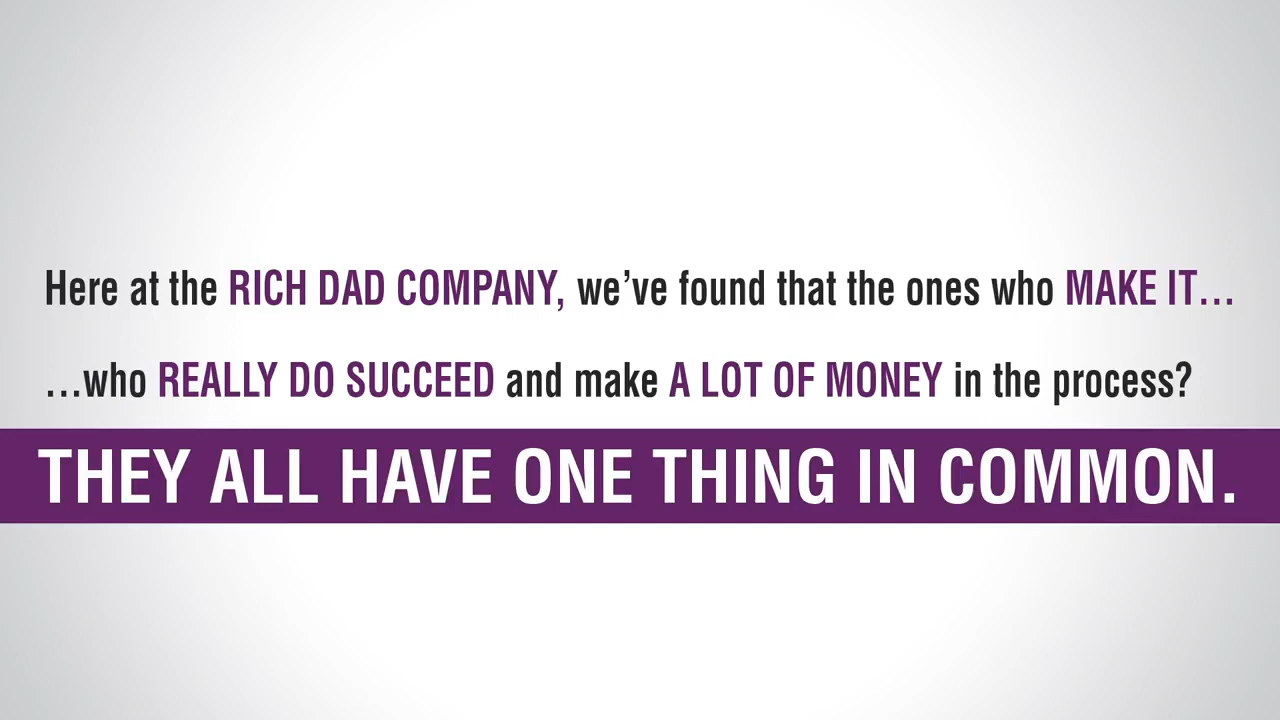 Here at the RICH DAD COMPANY, we’ve found that the ones who MAKE IT...
...who REALLY DO SUCCEED and make A LOT OF MONEY in the process?
THEY ALL HAVE ONE THING IN COMMON.